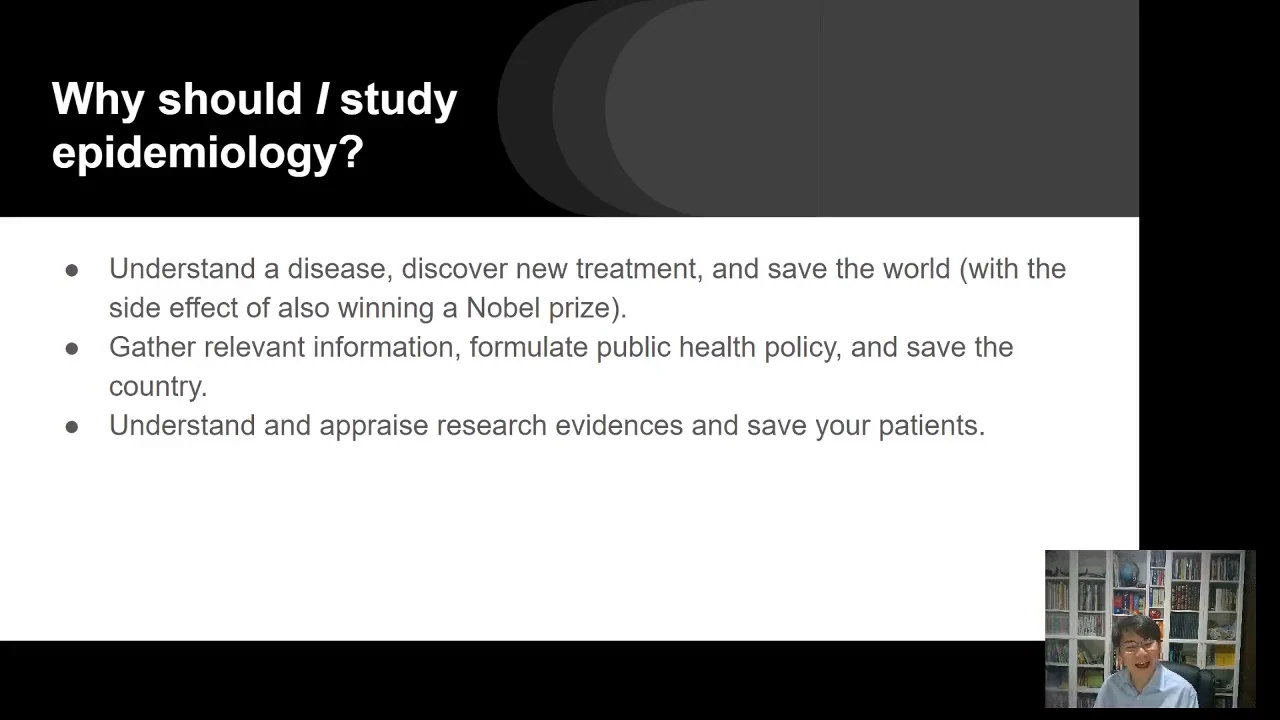 Why should I study
epidemiology?
● Understand a disease, discover new treatment, and save the world (with the
side effect of also winning a Nobel prize).
● Gather relevant information, formulate public health policy, and save the
country.
● Understand and appraise research evidences and save your patients.